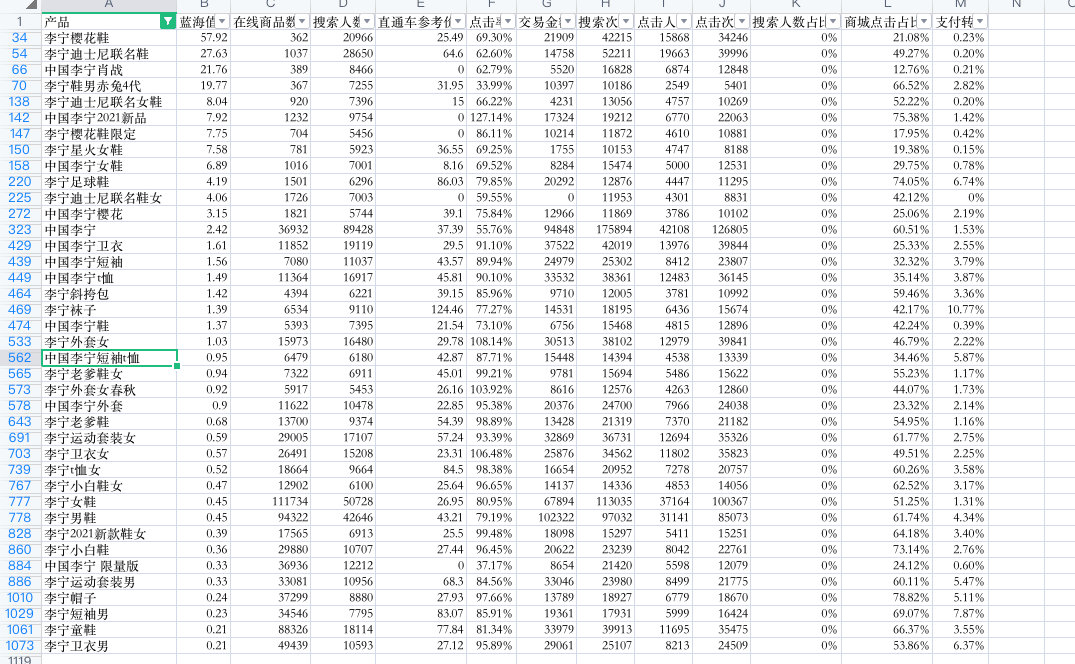 A B C D E F G H I J K L M N
1 产品 蓝海值 在线商品数 搜索人数 直通车参考价 点击率 交易金 搜索次 点击人 点击次 搜索人数占比 商城点击占比 支付转
34 李宁樱花鞋 57.92 362 20966 25.49 69.30% 21909 42215 15868 34246 0% 21.08% 0.23%
54 李宁迪士尼联名鞋 27.63 1037 28650 64.6 62.60% 14758 52211 19663 39996 0% 49.27% 0.20%
66 中国李宁肖战 21.76 389 8466 0 62.79% 5520 16828 6874 12848 0% 12.76% 0.21%
70 李宁鞋男赤兔4代 19.77 367 7255 31.95 33.99% 10397 10186 2549 5401 0% 66.52% 2.82%
138 李宁迪士尼联名女鞋 8.04 920 7396 15 66.22% 4231 13056 4757 10269 0% 52.22% 0.20%
142 中国李宁2021新品 7.92 1232 9754 0 127.14% 17324 19212 6770 22063 0% 75.38% 1.42%
147 李宁樱花鞋限定 7.75 704 5456 0 86.11% 10214 11872 4610 10881 0% 17.95% 0.42%
150 李宁星火女鞋 7.58 781 5923 36.55 69.25% 1755 10153 4747 8188 0% 19.38% 0.15%
158 中国李宁女鞋 6.89 1016 7001 8.16 69.52% 8284 15474 5000 12531 0% 29.75% 0.78%
220 李宁足球鞋 4.19 1501 6296 86.03 79.85% 20292 12876 4447 11295 0% 74.05% 6.74%
225 李宁迪士尼联名鞋女 4.06 1726 7003 0 59.55% 0 11953 4301 8831 0% 42.12% 0%
272 中国李宁樱花 3.15 1821 5744 39.1 75.84% 12966 11869 3786 10102 0% 25.06% 2.19%
323 中国李宁 2.42 36932 89428 37.39 55.76% 94848 175894 42108 126805 0% 60.51% 1.53%
429 中国李宁卫衣 1.61 11852 19119 29.5 91.10% 37522 42019 13976 39844 0% 25.33% 2.55%
439 中国李宁短袖 1.56 7080 11037 43.57 89.94% 24979 25302 8412 23807 0% 32.32% 3.79%
449 中国李宁t恤 1.49 11364 16917 45.81 90.10% 33532 38361 12483 36145 0% 35.14% 3.87%
464 李宁斜挎包 1.42 4394 6221 39.15 85.96% 9710 12005 3781 10992 0% 59.46% 3.36%
469 李宁袜子 1.39 6534 9110 124.46 77.27% 14531 18195 6436 15674 0% 42.17% 10.77%
474 中国李宁鞋 1.37 5393 7395 21.54 73.10% 6756 15468 4815 12896 0% 42.24% 0.39%
533 李宁外套女 1.03 15973 16480 29.78 108.14% 30513 38102 12979 39841 0% 46.79% 2.22%
562 中国李宁短袖t恤 0.95 6479 6180 42.87 87.71% 15448 14394 4538 13339 0% 34.46% 5.87%
565 李宁老爹鞋女 0.94 7322 6911 45.01 99.21% 9781 15694 5486 15622 0% 55.23% 1.17%
573 李宁外套女春秋 0.92 5917 5453 26.16 103.92% 8616 12576 4263 12860 0% 44.07% 1.73%
578 中国李宁外套 0.9 11622 10478 22.85 95.38% 20376 24700 7966 24038 0% 23.32% 2.14%
643 李宁老爹鞋 0.68 13700 9374 54.39 98.89% 13428 21319 7370 21182 0% 54.95% 1.16%
691 李宁运动套装女 0.59 29005 17107 57.24 93.39% 32869 36731 12694 35326 0% 61.77% 2.75%
703 李宁卫衣女 0.57 26491 15208 23.31 106.48% 25876 34562 11802 35823 0% 49.51% 2.25%
739 李宁t恤女 0.52 18664 9664 84.5 98.38% 16654 20952 7278 20757 0% 60.26% 3.58%
767 李宁小白鞋女 0.47 12902 6100 25.64 96.65% 14137 14336 4853 14056 0% 62.52% 3.17%
777 李宁女鞋 0.45 111734 50728 26.95 80.95% 67894 113035 37164 100367 0% 51.25% 1.31%
778 李宁男鞋 0.45 94322 42646 43.21 79.19% 102322 97032 31141 85073 0% 61.74% 4.34%
828 李宁2021新款鞋女 0.39 17565 6913 25.5 99.48% 18098 15297 5411 15251 0% 64.18% 3.40%
860 李宁小白鞋 0.36 29880 10707 27.44 96.45% 20622 23239 8042 22761 0% 73.14% 2.76%
884 中国李宁 限量版 0.33 36936 12212 0 37.17% 8654 21420 5598 12079 0% 24.12% 0.60%
886 李宁运动套装男 0.33 33081 10956 68.3 84.56% 33046 23980 8499 21775 0% 60.11% 5.47%
1010 李宁帽子 0.24 37299 8880 27.93 97.66% 13789 18927 6779 18670 0% 78.82% 5.11%
1029 李宁短袖男 0.23 34546 7795 83.07 85.91% 19361 17931 5999 16424 0% 69.07% 7.87%
1061 李宁童鞋 0.21 88326 18114 77.84 81.34% 33979 39913 11695 35475 0% 66.37% 3.55%
1073 李宁卫衣男 0.21 49439 10593 27.12 95.89% 29061 25107 8213 24509 0% 53.86% 6.37%
1119